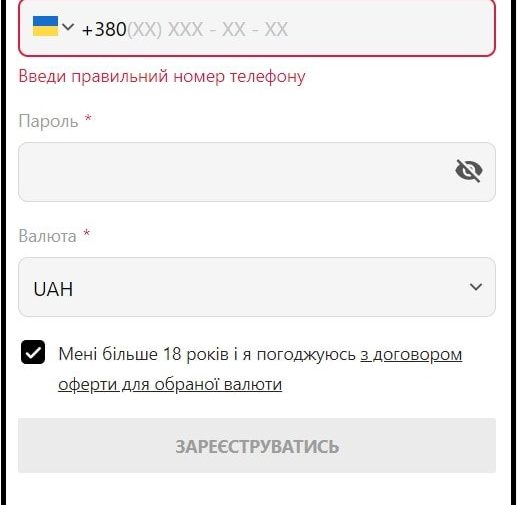 +380(XX) XXX - XX - XX
Введи правильний номер телефону
Пароль *
Валюта *
UAH
Мені більше 18 років і я погоджуюсь з договором
оферти для обраної валюти
ЗАРЕЄСТРУВАТИСЬ